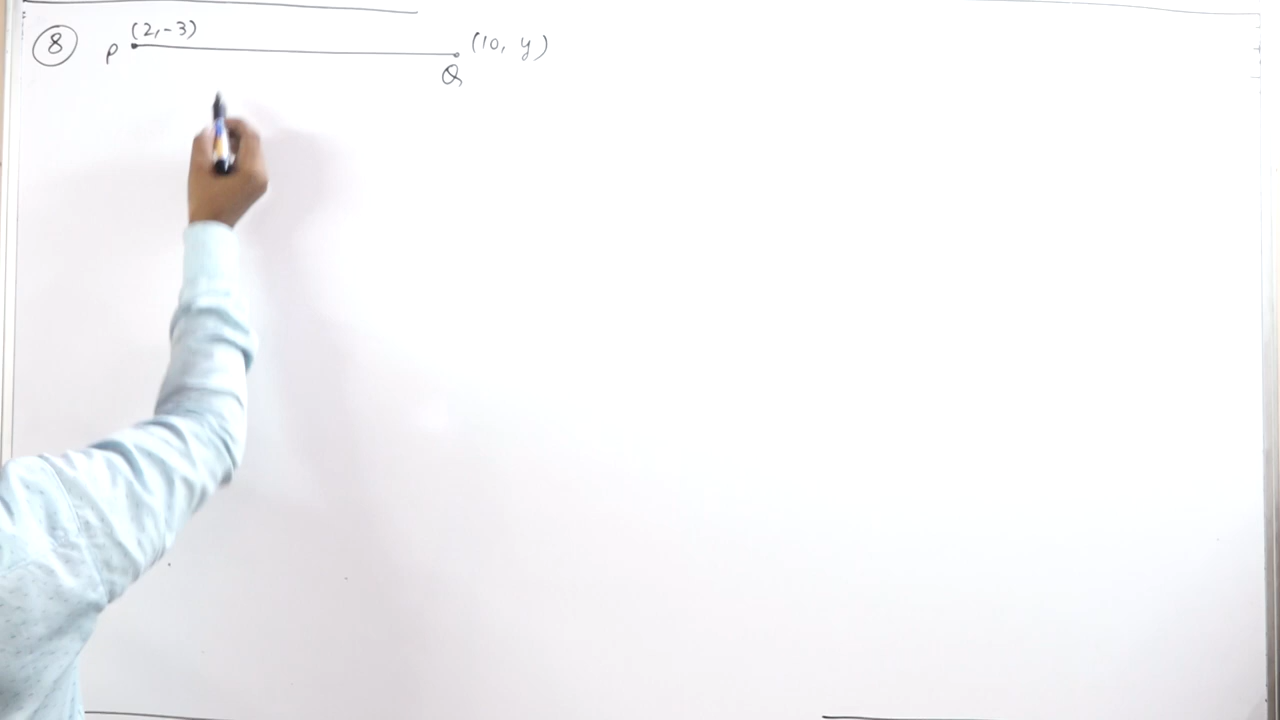 ⑧ P (2,-3) (10, y)
Q